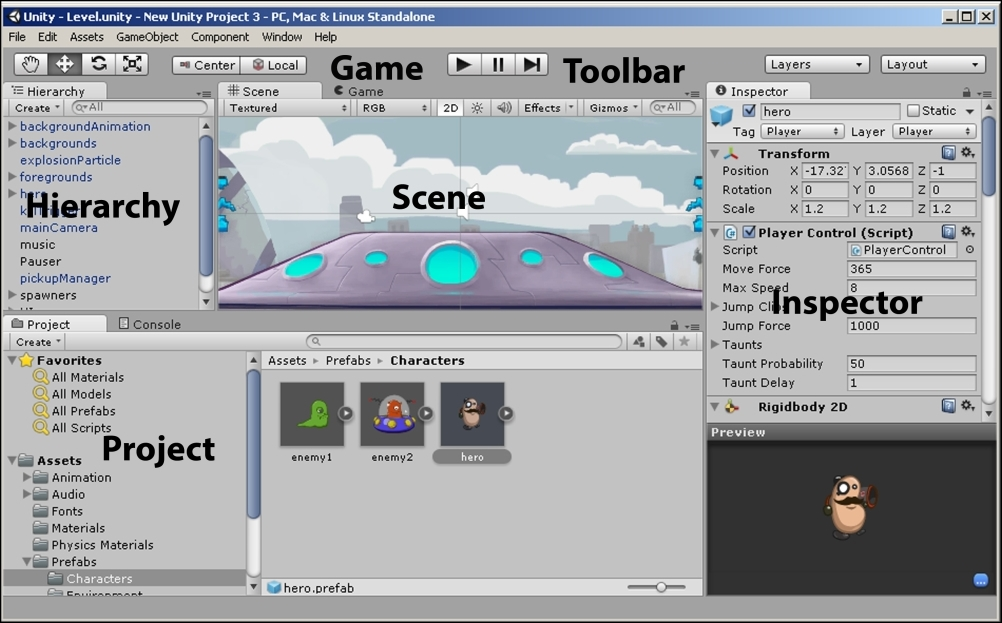 Unity - Level.unity - New Unity Project 3 - PC, Mac & Linux Standalone
File Edit Assets GameObject Component Window Help
Center Local Game Toolbar Layers Layout
Hierarchy
Create All
backgroundAnimation
backgrounds
explosionParticle
foregrounds
Hierarchy
mainCamera
music
Pauser
pickupManager
spawners
Scene Game
Textured RGB 2D Effects Gizmos All
Scene
Inspector
hero Static
Tag Player Layer Player
Transform
Position X -17.32 Y 3.0568 Z -1
Rotation X 0 Y 0 Z 0
Scale X 1.2 Y 1.2 Z 1.2
Player Control (Script)
Script PlayerControl
Move Force 365
Max Speed 8
Jump
Inspector
Jump Force 1000
Taunts
Taunt Probability 50
Taunt Delay 1
Rigidbody 2D
Preview
Project Console
Create
Favorites
All Materials
All Models
All Prefabs
All Scripts
Project
Assets
Animation
Audio
Fonts
Materials
Physics Materials
Prefabs
Characters
Environment
Assets Prefabs Characters
enemy1 enemy2 hero
hero.prefab